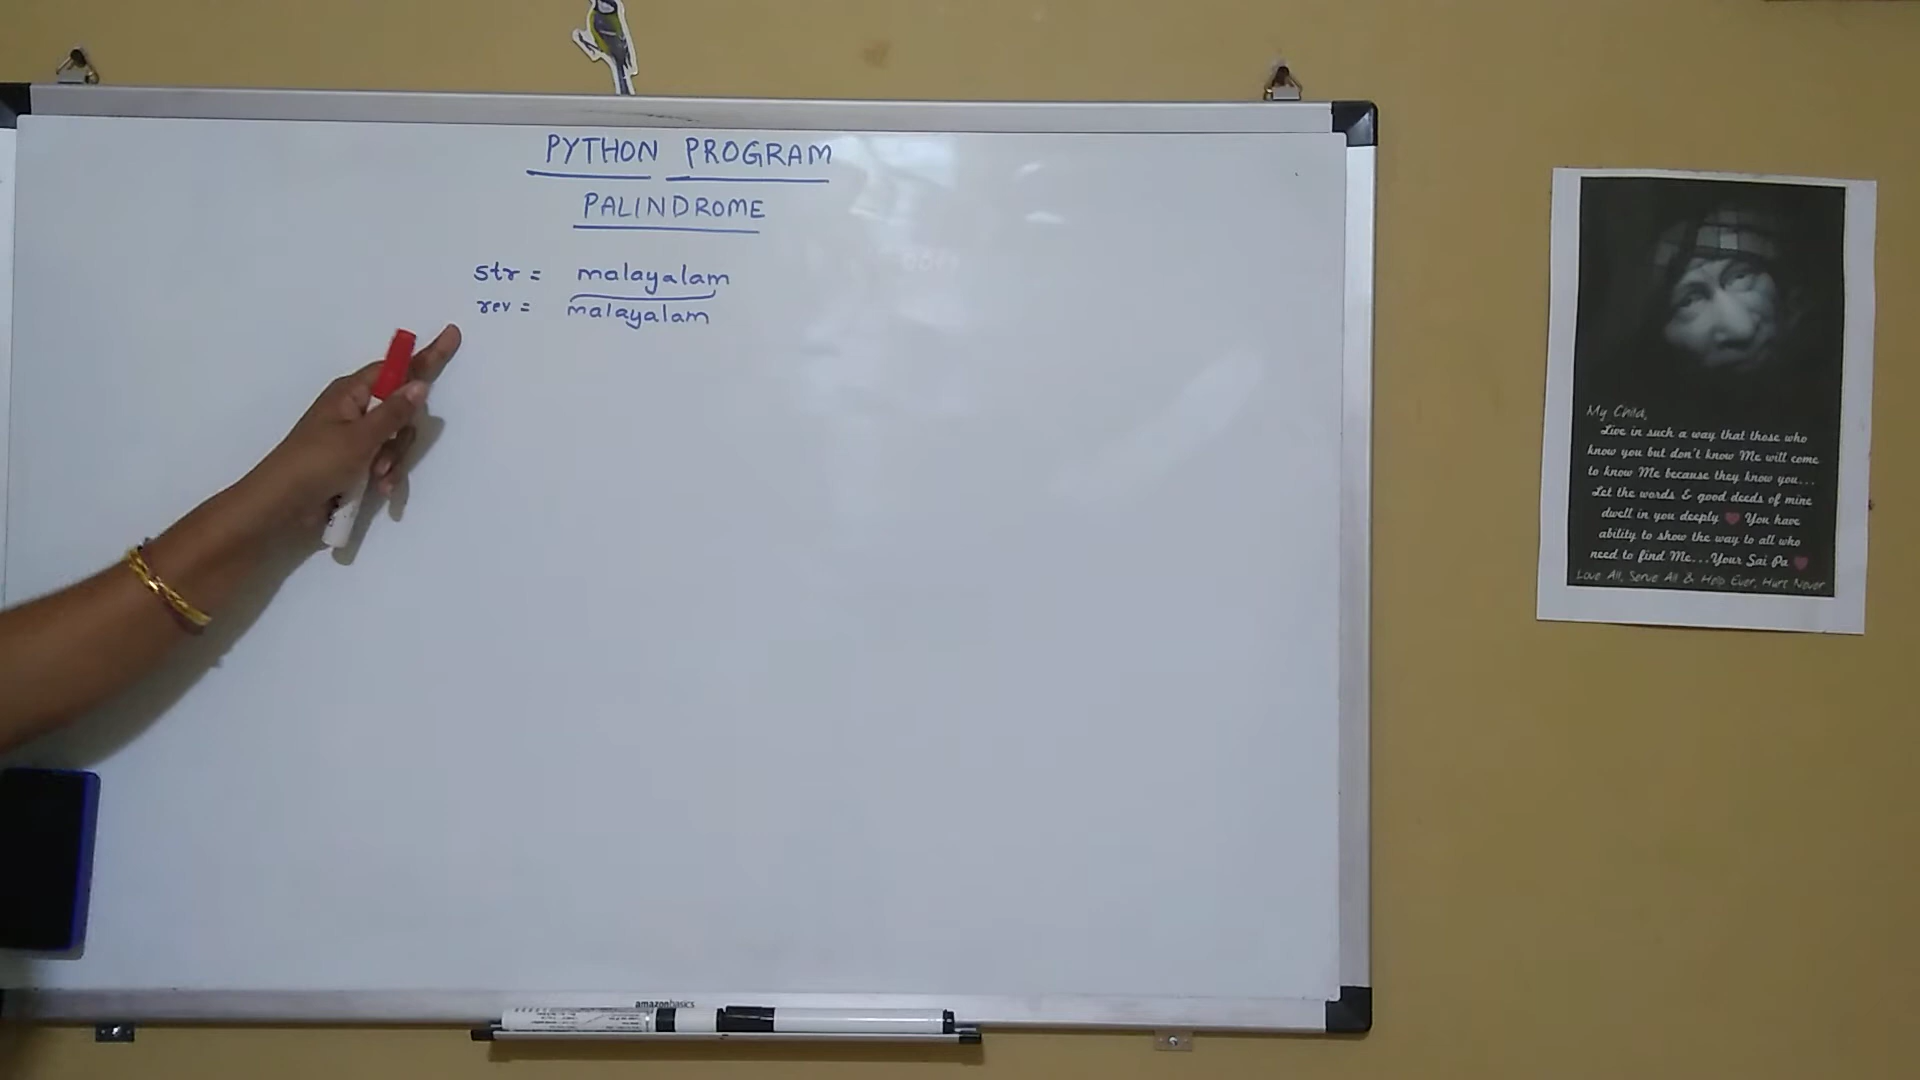 PYTHON PROGRAM
PALINDROME
str = malayalam
rev = malayalam
My Child,
Live in such a way that those who
know you but don't know Me will come
to know Me because they know you...
Let the words & good deeds of mine
dwell in you deeply ❤ You have
ability to show the way to all who
need to find Me...Your Sai Pa ❤
Love All, Serve All & Help Ever, Hurt Never
amazonbasics